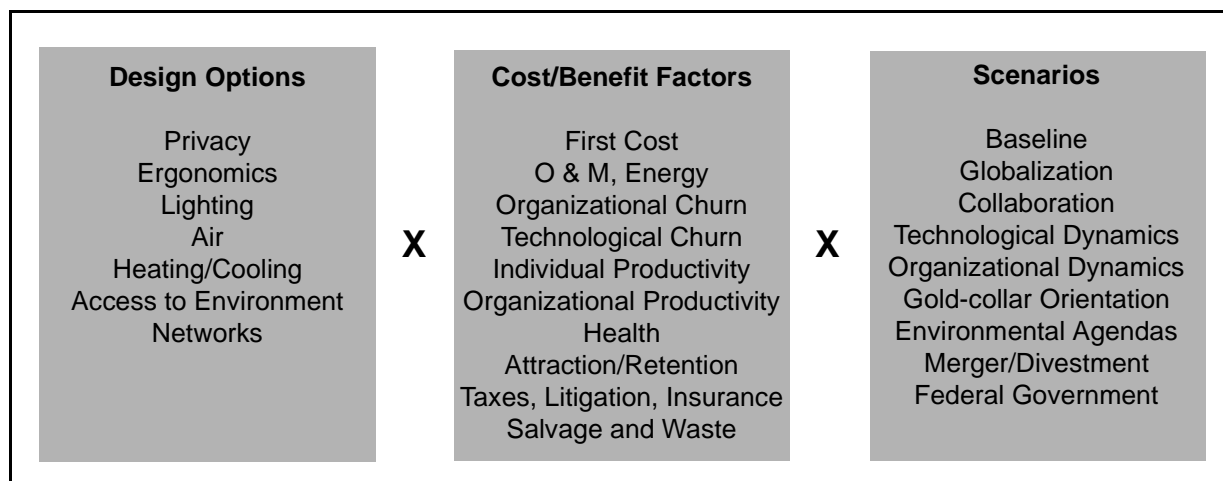 Design Options
Privacy
Ergonomics
Lighting
Air
Heating/Cooling
Access to Environment
Networks
X
Cost/Benefit Factors
First Cost
O & M, Energy
Organizational Churn
Technological Churn
Individual Productivity
Organizational Productivity
Health
Attraction/Retention
Taxes, Litigation, Insurance
Salvage and Waste
X
Scenarios
Baseline
Globalization
Collaboration
Technological Dynamics
Organizational Dynamics
Gold-collar Orientation
Environmental Agendas
Merger/Divestment
Federal Government